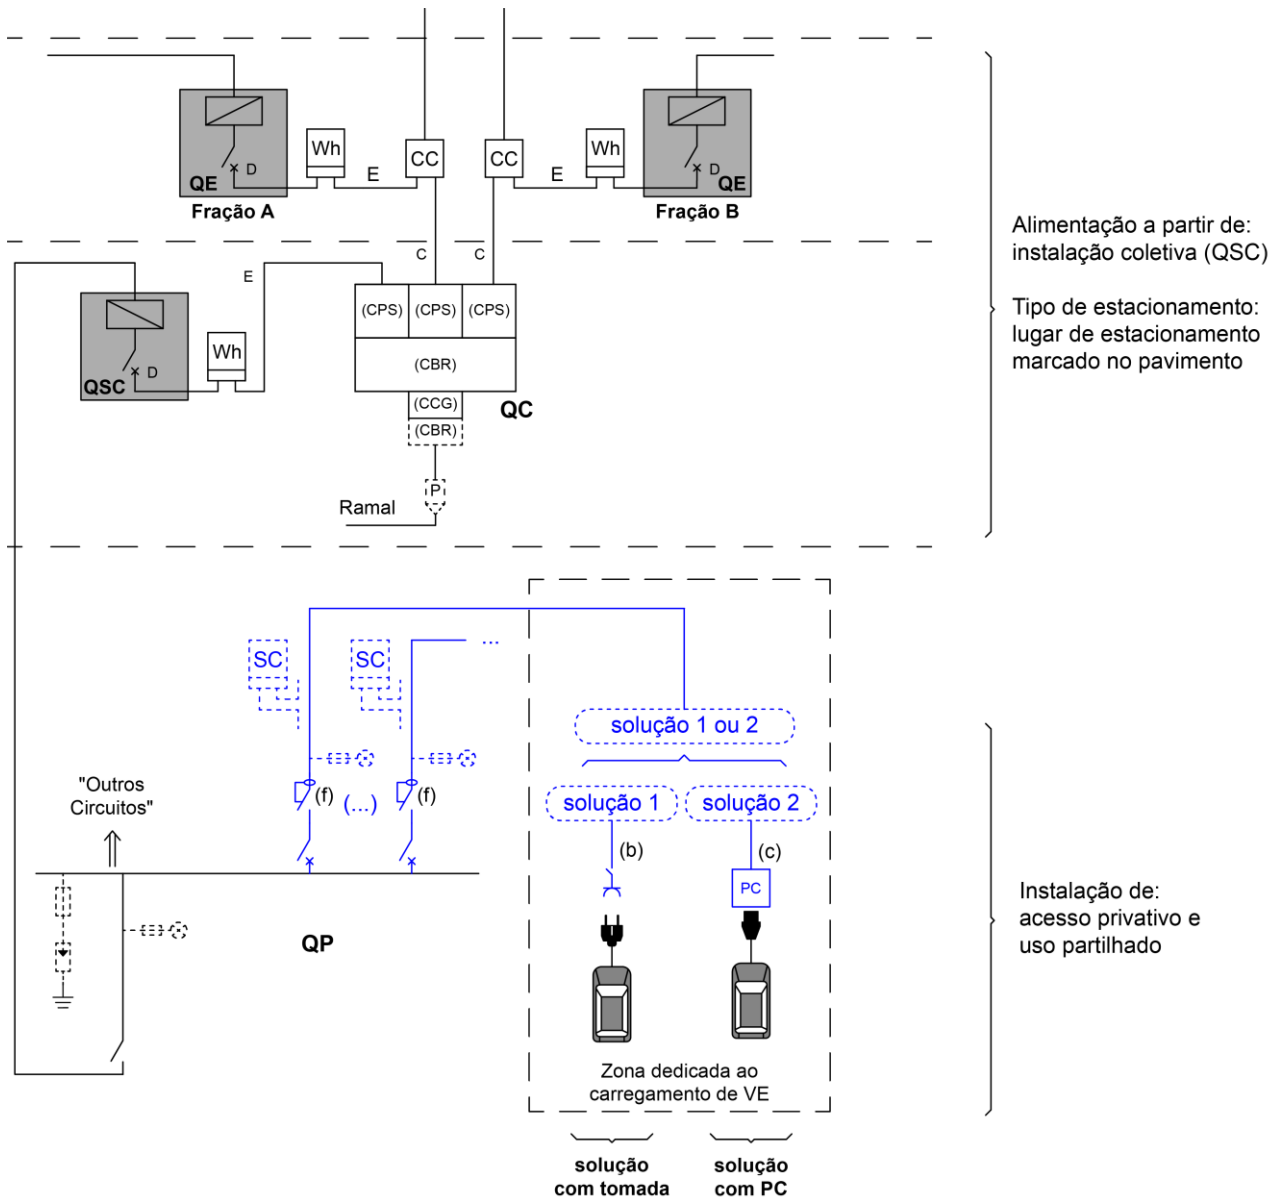 Wh
CC
CC
Wh
D
E
E
D
QE
QE
Fração A
Fração B
Alimentação a partir de:
instalação coletiva (QSC)
Tipo de estacionamento:
lugar de estacionamento
marcado no pavimento
C
C
E
(CPS)
(CPS)
(CPS)
Wh
(CBR)
D
QSC
(CCG)
QC
(CBR)
P
Ramal
...
SC
SC
solução 1 ou 2
"Outros
Circuitos"
(f)
(...)
(f)
solução 1
solução 2
(b)
(c)
PC
QP
Instalação de:
acesso privativo e
uso partilhado
Zona dedicada ao
carregamento de VE
solução
com tomada
solução
com PC